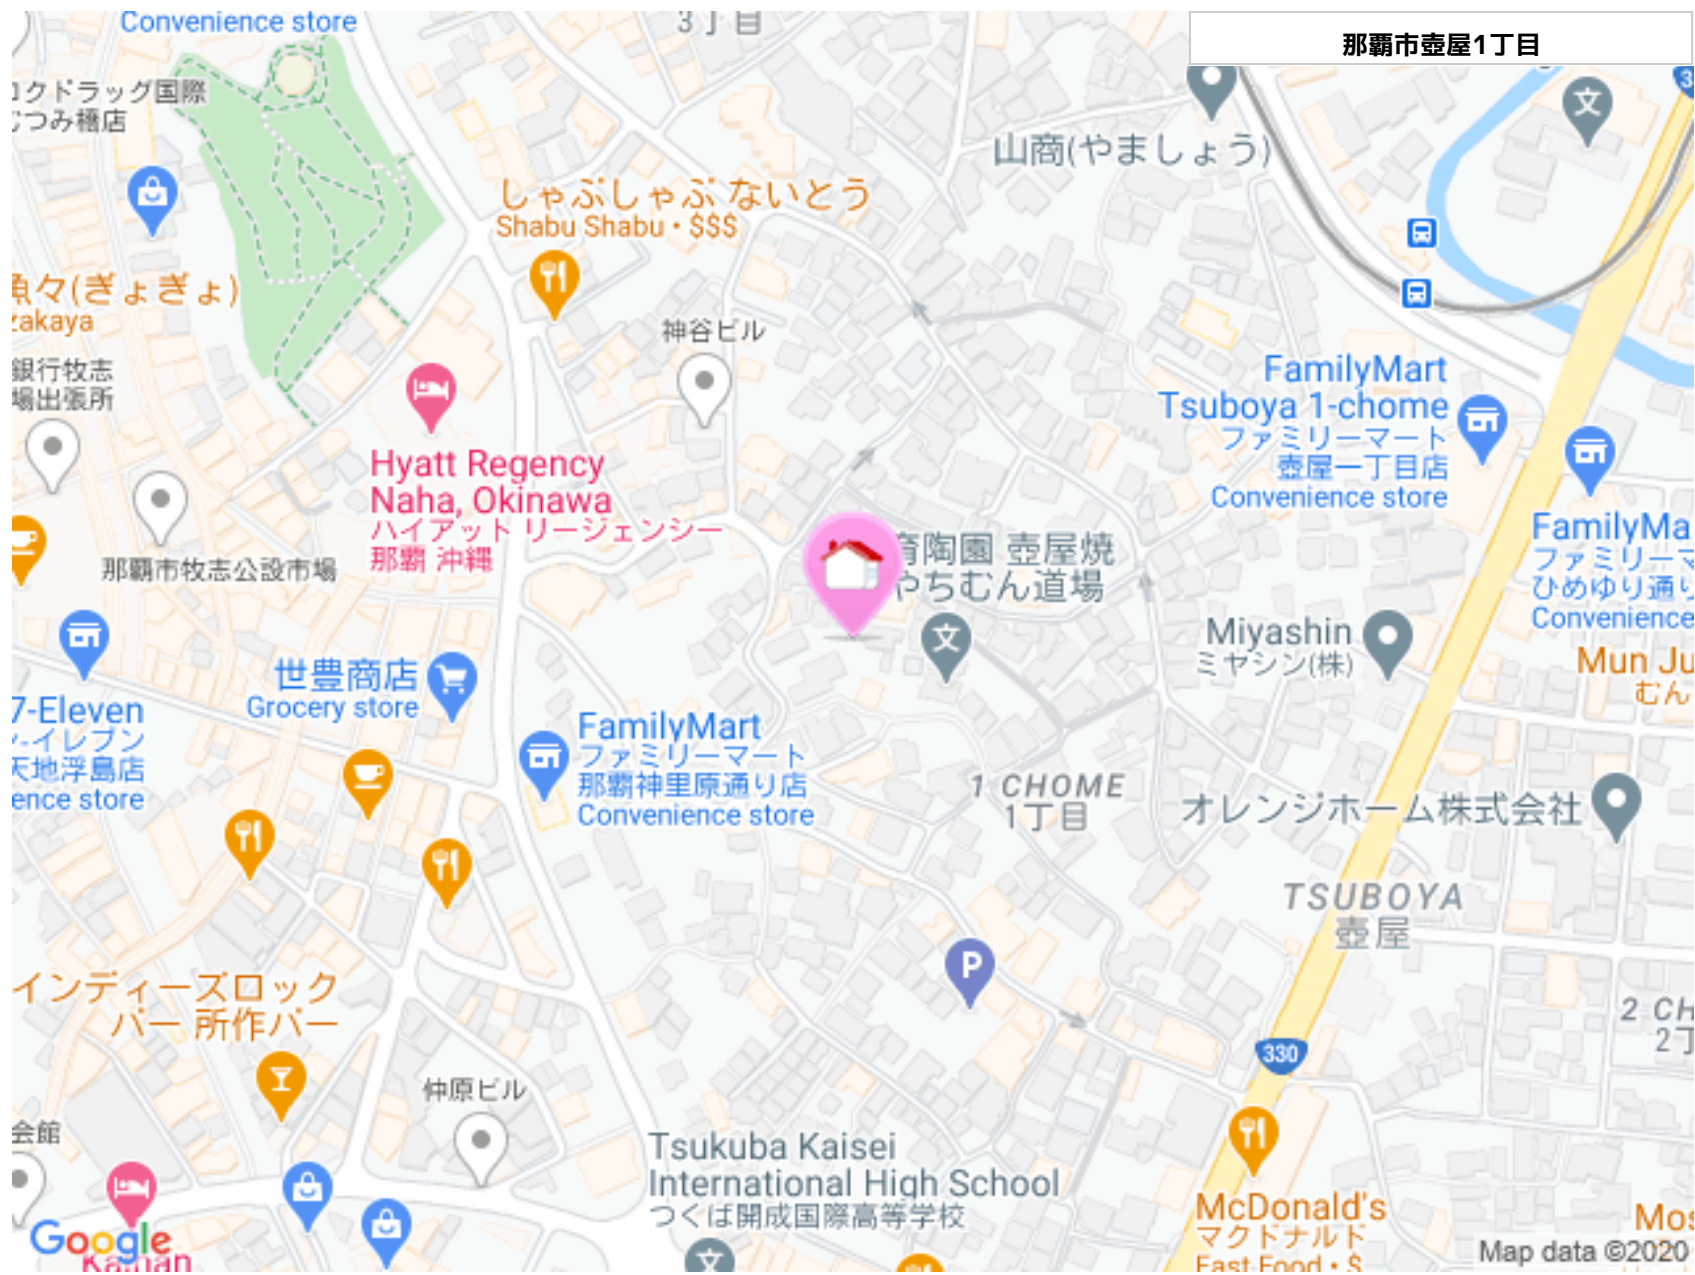 Convenience store
3丁目
那覇市壺屋1丁目
コクドラッグ国際
むつみ橋店
山商(やましょう)
しゃぶしゃぶ ないとう
Shabu Shabu • $$$
魚々(ぎょぎょ)
zakaya
神谷ビル
銀行牧志
場出張所
FamilyMart
Tsuboya 1-chome
ファミリーマート
壺屋一丁目店
Convenience store
Hyatt Regency
Naha, Okinawa
ハイアット リージェンシー
那覇 沖縄
那覇市牧志公設市場
育陶園 壺屋焼
やちむん道場
FamilyMa
ファミリーマ
ひめゆり通り
Convenience
Miyashin
ミヤシン(株)
Mun Ju
むん
世豊商店
Grocery store
7-Eleven
ン-イレブン
天地浮島店
ence store
FamilyMart
ファミリーマート
那覇神里原通り店
Convenience store
1 CHOME
1丁目
オレンジホーム株式会社
TSUBOYA
壺屋
P
インディーズロック
バー 所作バー
2 CH
2丁
330
仲原ビル
会館
Tsukuba Kaisei
International High School
つくば開成国際高等学校
McDonald's
マクドナルド
Fast Food • $
Mos
Google
Kainan
Map data ©2020